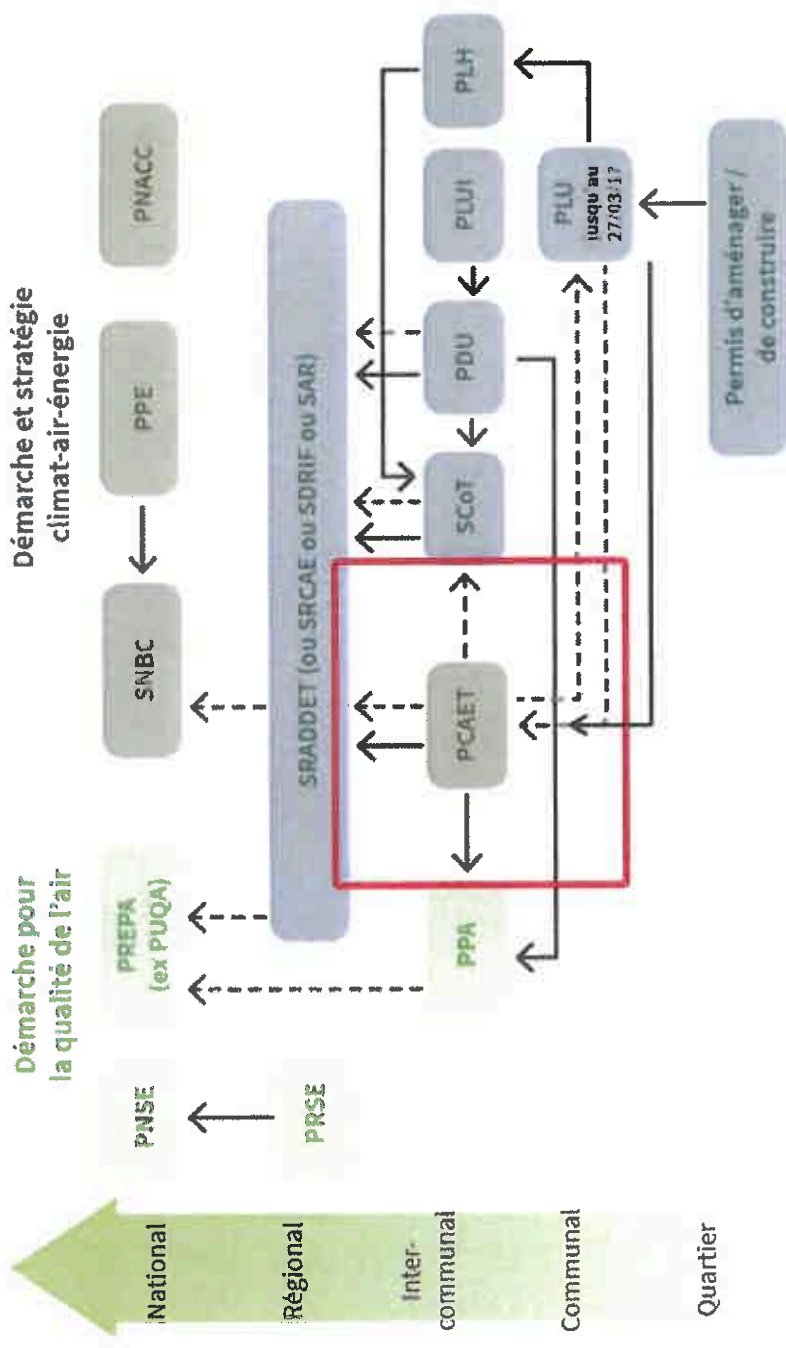 Démarche pour
la qualité de l'air
Démarche et stratégie
climat-air-énergie
National
PNSE
PREPA
(ex PUQA)
SNBC
PPE
PNACC
Régional
PRSE
SRADDET (ou SRCAE ou SDRIF ou SAR)
Inter-
communal
PPA
PCAET
SCoT
PDU
PLUI
PLH
Communal
PLU
jusqu'au
27/03/17
Quartier
Permis d'aménager /
de construire